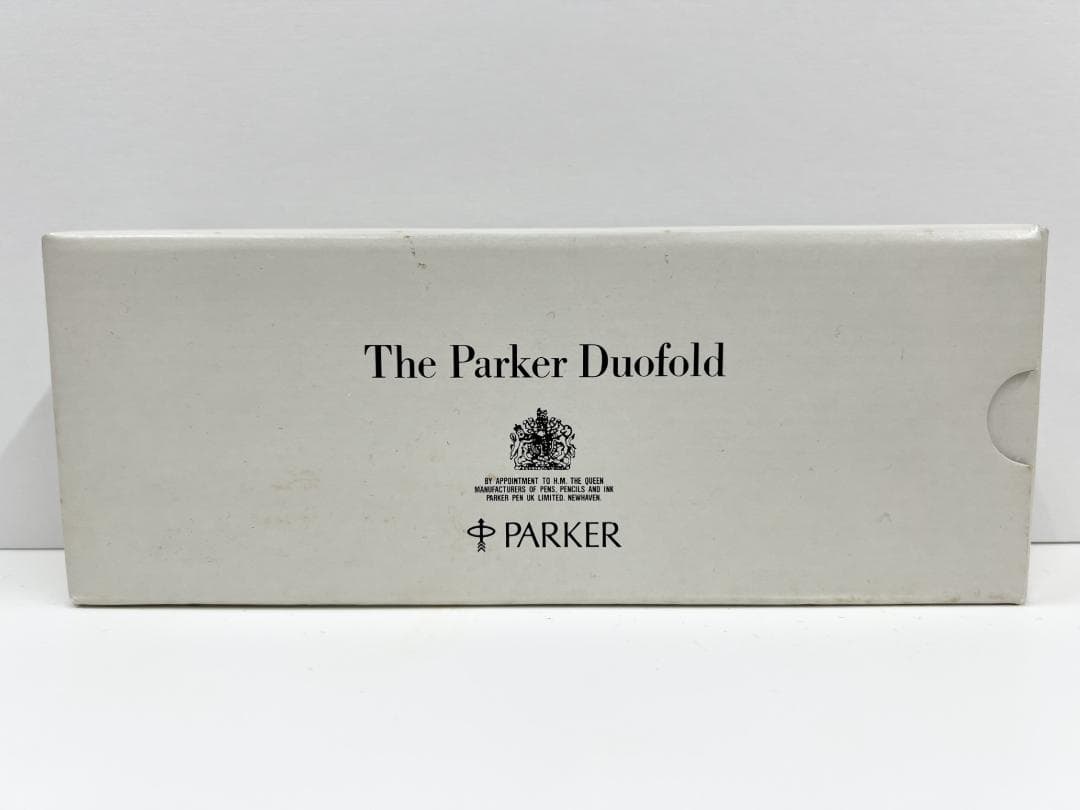 The Parker Duofold
BY APPOINTMENT TO H.M. THE QUEEN
MANUFACTURERS OF PENS, PENCILS AND INK
PARKER PEN UK LIMITED. NEWHAVEN.
PARKER